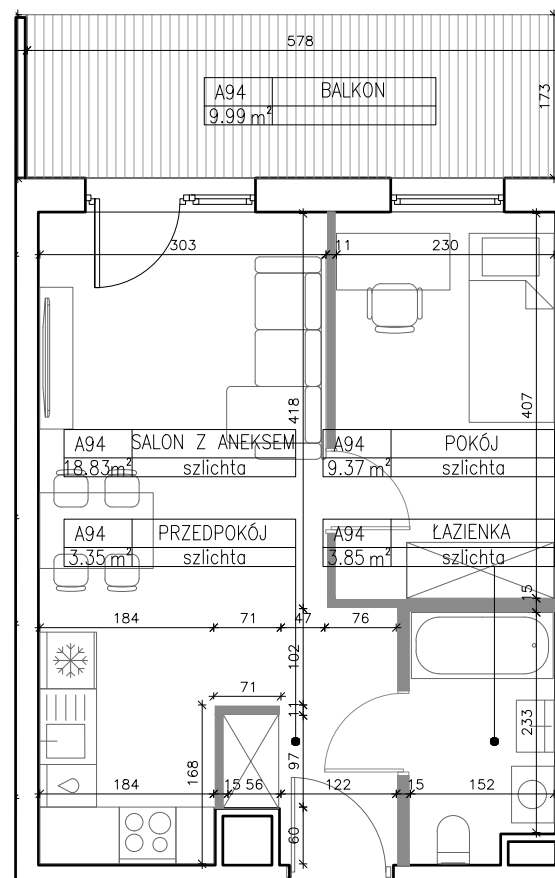 578
A94 BALKON
9.99 m²
173
303 11 230
418
407
A94 SALON Z ANEKSEM
18.83 m² szlichta
A94 POKÓJ
9.37 m² szlichta
A94 PRZEDPOKÓJ
3.35 m² szlichta
A94 ŁAZIENKA
3.85 m² szlichta
15
184 71 47 76
102
71
11
233
168
97
184 15 56 122 15 152
60